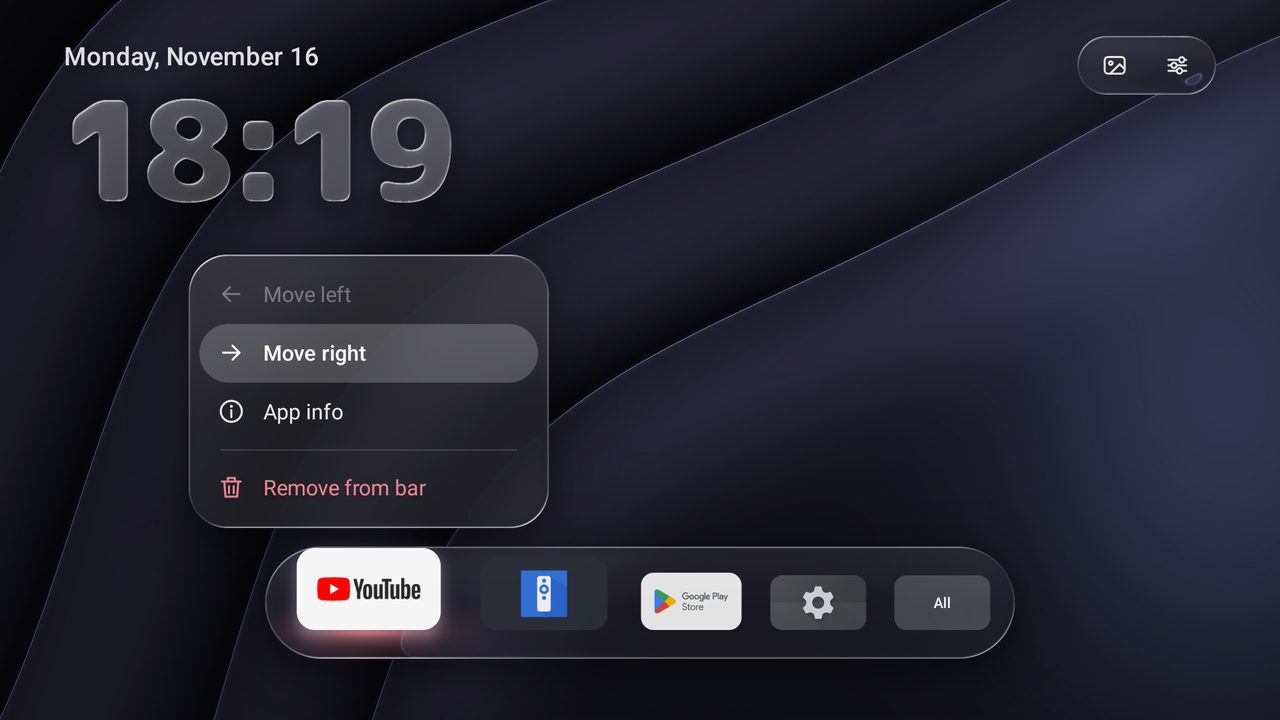 Monday, November 16
18:19
Move left
Move right
App info
Remove from bar
YouTube
Google Play
Store
All